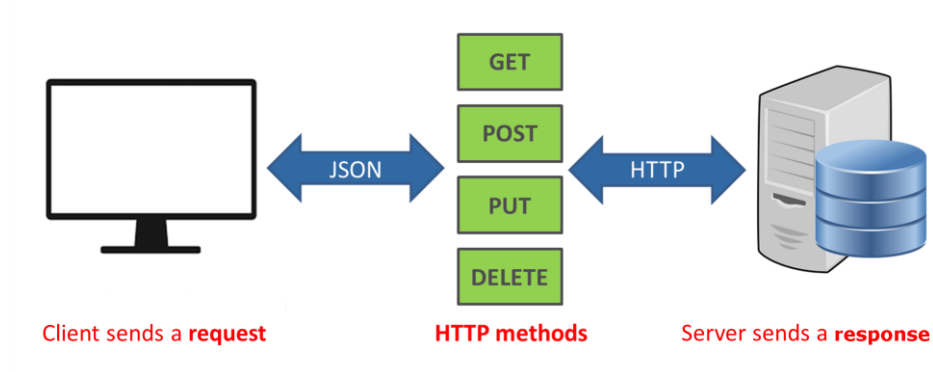 GET
POST
JSON
HTTP
PUT
DELETE
Client sends a request
HTTP methods
Server sends a response